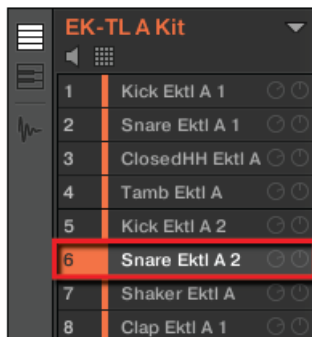 EK-TL A Kit
1 Kick Ektl A 1
2 Snare Ektl A 1
3 ClosedHH Ektl A
4 Tamb Ektl A
5 Kick Ektl A 2
6 Snare Ektl A 2
7 Shaker Ektl A
8 Clap Ektl A 1